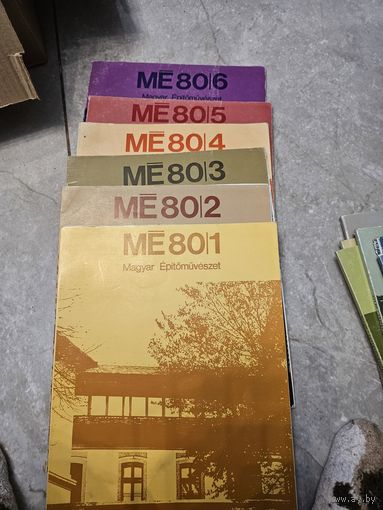 MÉ 80|6
Magyar Építőművészet
MÉ 80|5
MÉ 80|4
MÉ 80|3
MÉ 80|2
MÉ 80|1
Magyar Építőművészet
www.ay.by